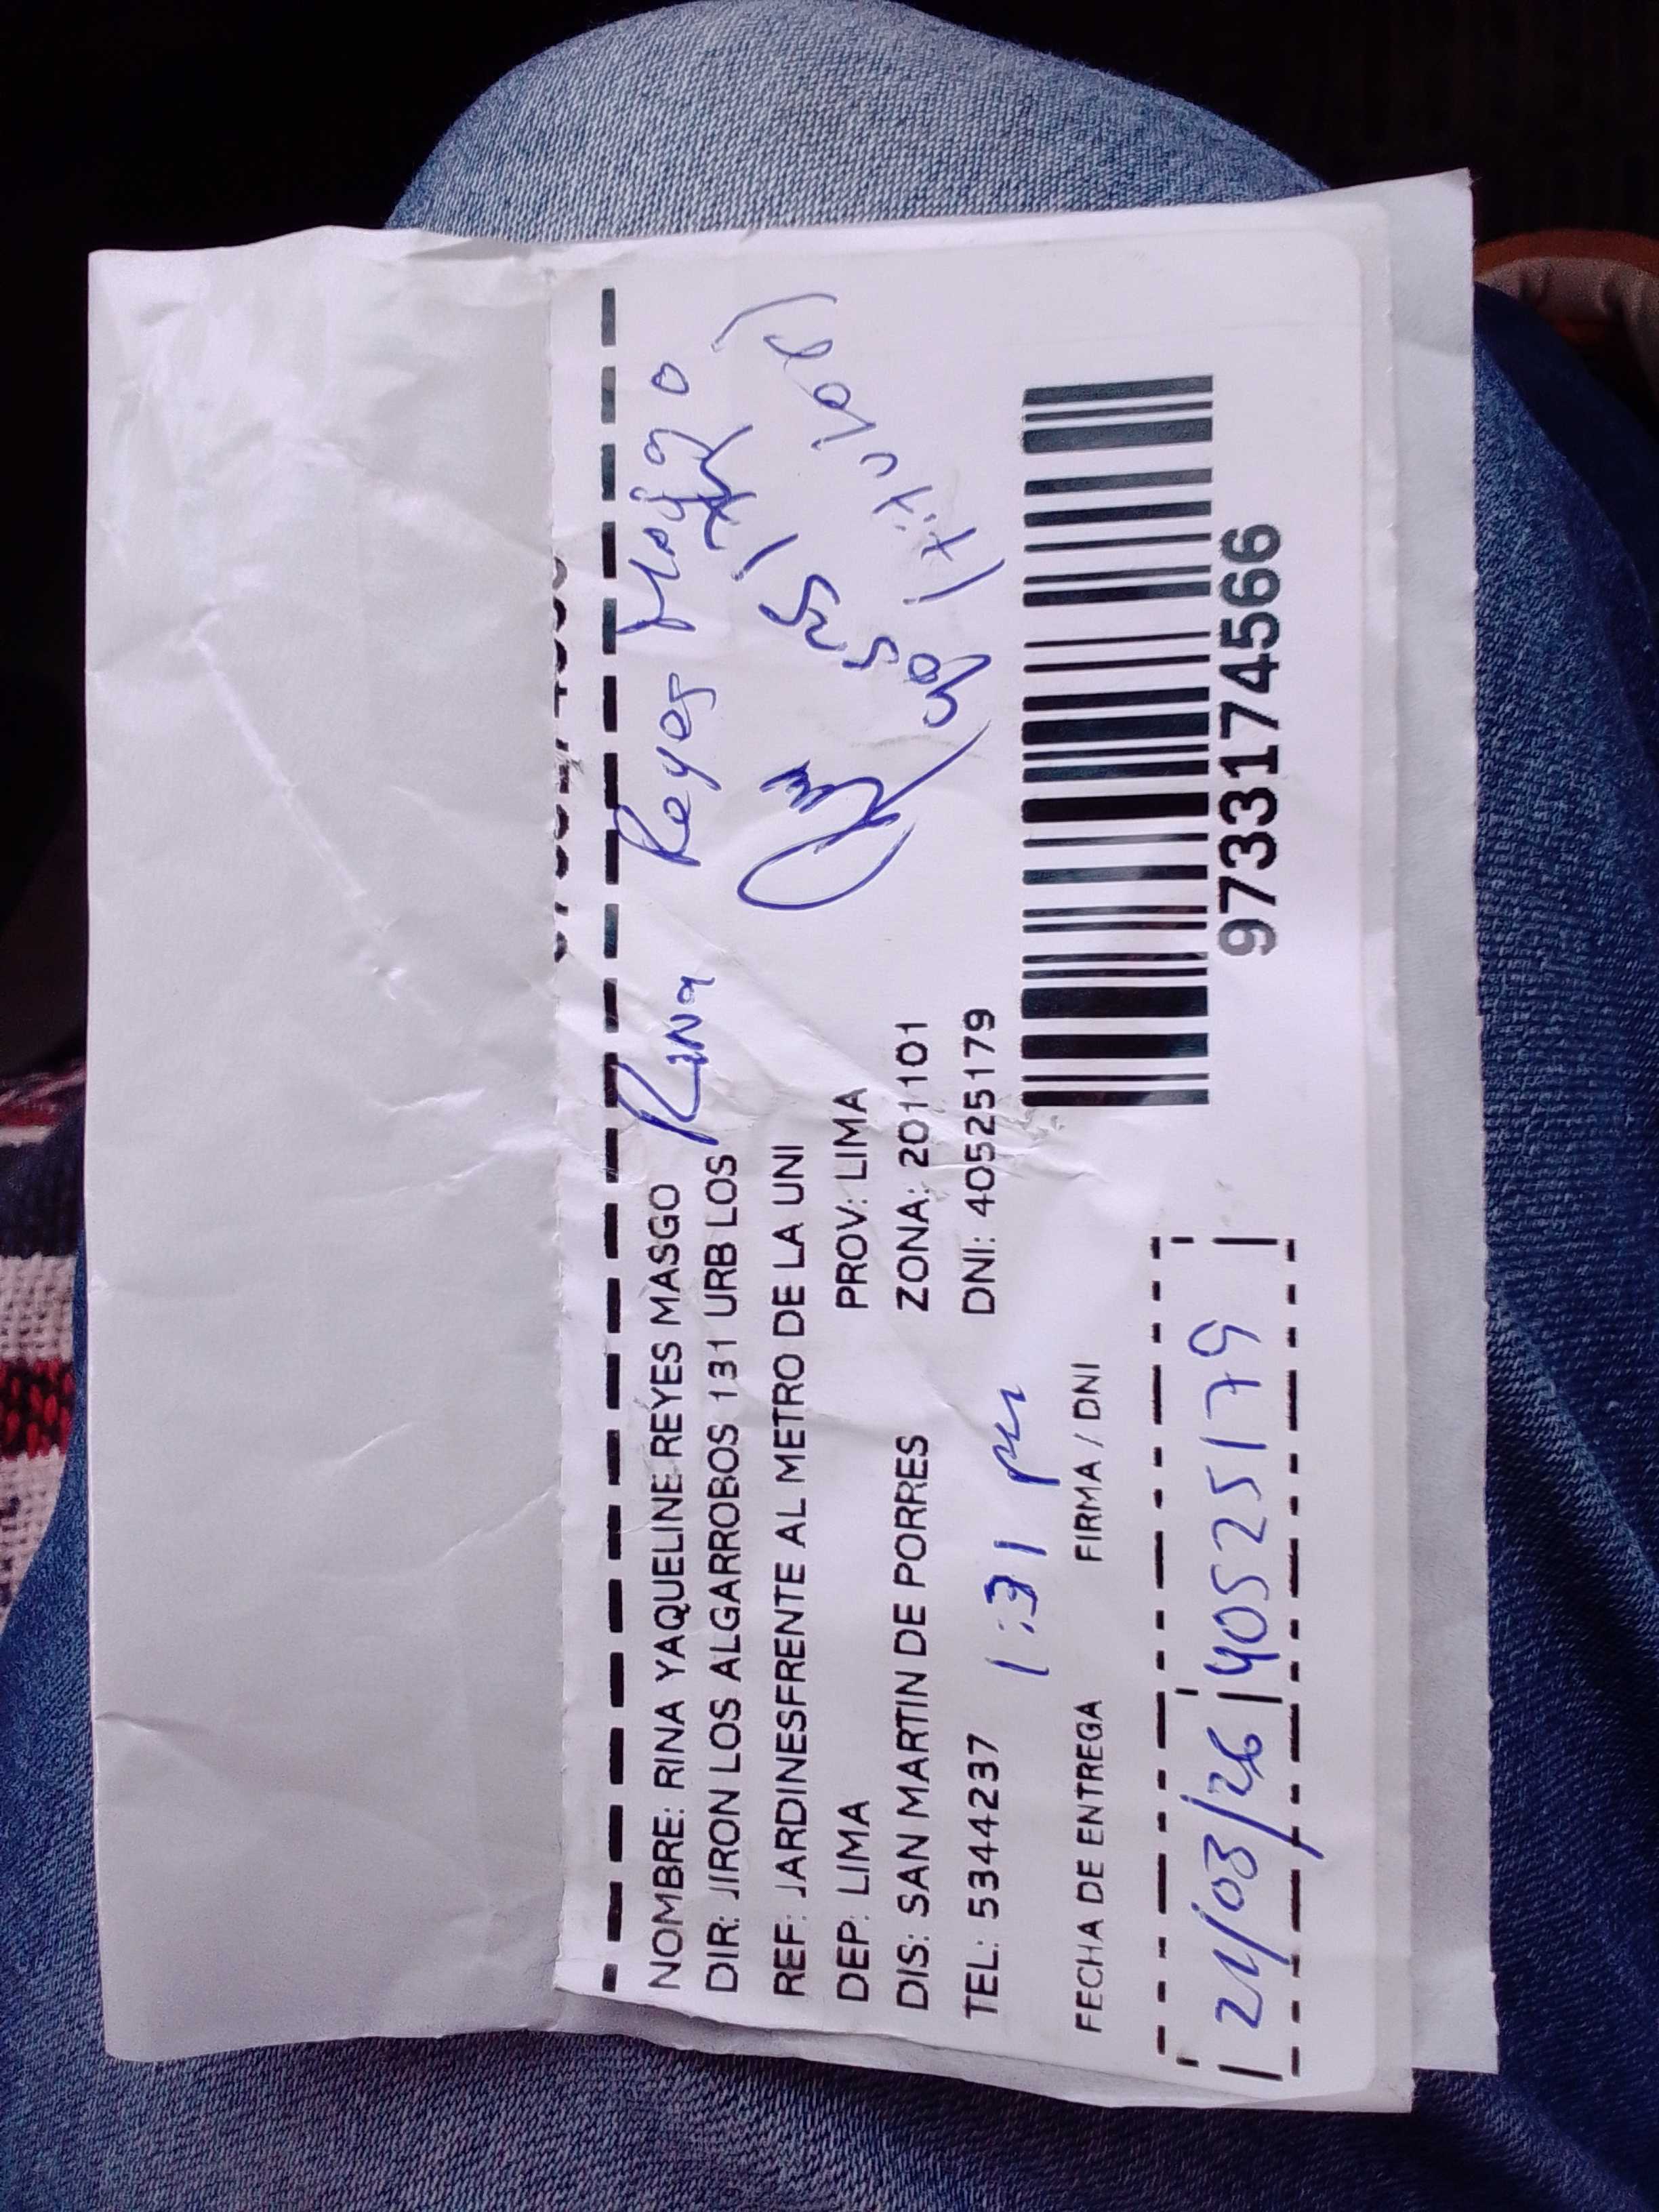 NOMBRE: RINA YAQUELINE REYES MASGO
DIR: JIRON LOS ALGARROBOS 131 URB LOS
REF: JARDINESFRENTE AL METRO DE LA UNI
DEP: LIMA PROV: LIMA
DIS: SAN MARTIN DE PORRES ZONA: 201101
TEL: 5344237 DNI: 40525179
1:31 pm
Rina Reyes Masgo
(titular)
FECHA DE ENTREGA FIRMA / DNI
21/03/26 40525179
9733174566